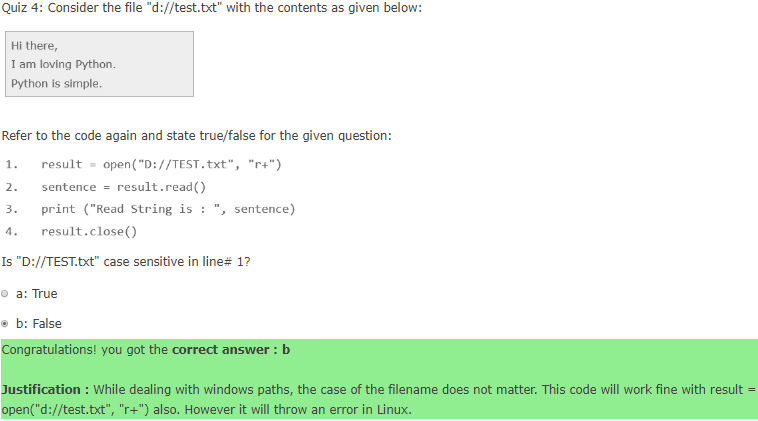 Quiz 4: Consider the file "d://test.txt" with the contents as given below:
Hi there,
I am loving Python.
Python is simple.
Refer to the code again and state true/false for the given question:
1. result = open("D://TEST.txt", "r+")
2. sentence = result.read()
3. print ("Read String is : ", sentence)
4. result.close()
Is "D://TEST.txt" case sensitive in line# 1?
a: True
b: False
Congratulations! you got the correct answer : b
Justification : While dealing with windows paths, the case of the filename does not matter. This code will work fine with result =
open("d://test.txt", "r+") also. However it will throw an error in Linux.